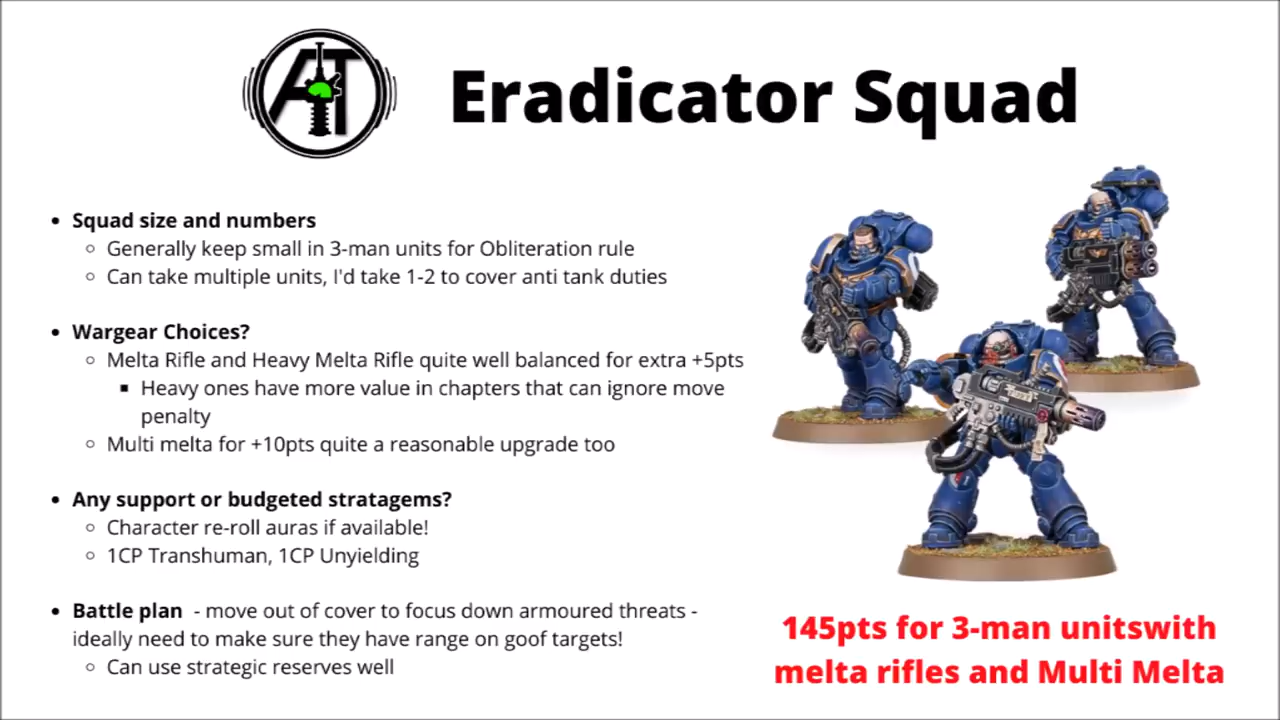 AT
Eradicator Squad
• Squad size and numbers
◦ Generally keep small in 3-man units for Obliteration rule
◦ Can take multiple units, I'd take 1-2 to cover anti tank duties
• Wargear Choices?
◦ Melta Rifle and Heavy Melta Rifle quite well balanced for extra +5pts
▪ Heavy ones have more value in chapters that can ignore move
penalty
◦ Multi melta for +10pts quite a reasonable upgrade too
• Any support or budgeted stratagems?
◦ Character re-roll auras if available!
◦ 1CP Transhuman, 1CP Unyielding
• Battle plan - move out of cover to focus down armoured threats -
ideally need to make sure they have range on goof targets!
◦ Can use strategic reserves well
145pts for 3-man unitswith
melta rifles and Multi Melta